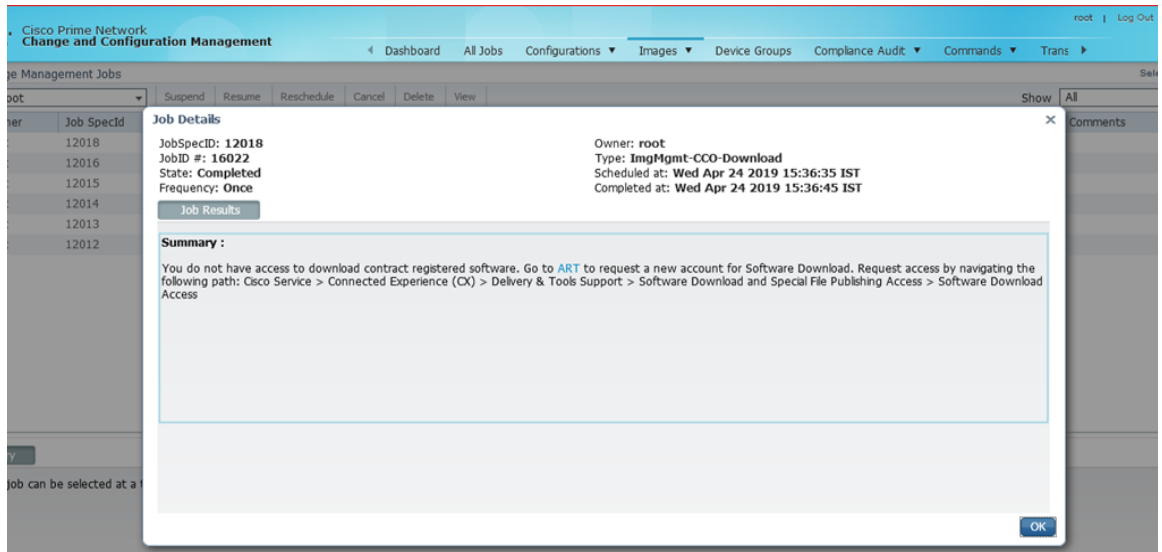 root | Log Out
Cisco Prime Network
Change and Configuration Management
Dashboard All Jobs Configurations Images Device Groups Compliance Audit Commands Trans
ge Management Jobs
Sele
oot Suspend Resume Reschedule Cancel Delete View Show All
ner Job SpecId Comments
12018
12016
12015
12014
12013
12012
Job Details
JobSpecID: 12018
JobID #: 16022
State: Completed
Frequency: Once
Owner: root
Type: ImgMgmt-CCO-Download
Scheduled at: Wed Apr 24 2019 15:36:35 IST
Completed at: Wed Apr 24 2019 15:36:45 IST
Job Results
Summary :
You do not have access to download contract registered software. Go to ART to request a new account for Software Download. Request access by navigating the
following path: Cisco Service > Connected Experience (CX) > Delivery & Tools Support > Software Download and Special File Publishing Access > Software Download
Access
ry
job can be selected at a t
OK